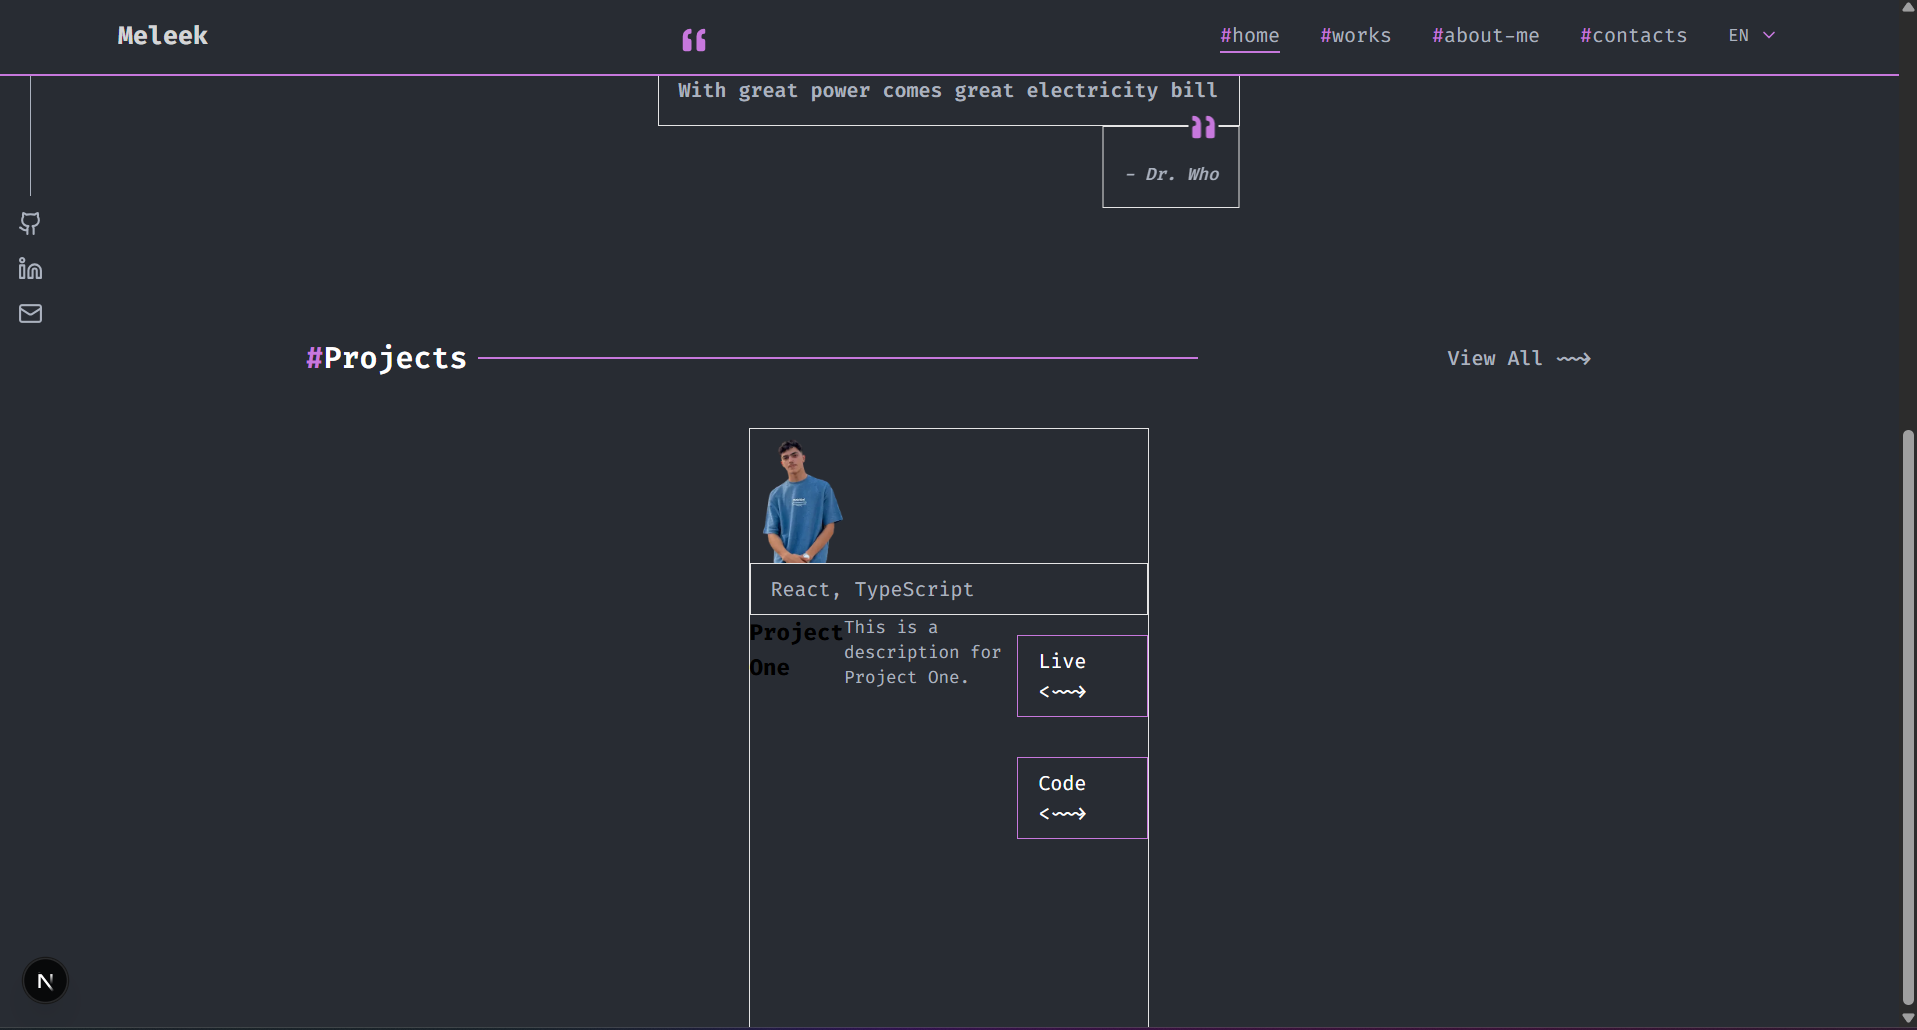 Meleek
#home
#works
#about-me
#contacts
EN
With great power comes great electricity bill
- Dr. Who
#Projects
View All ⟿
React, TypeScript
Project
One
This is a
description for
Project One.
Live
<⟿
Code
<⟿
N